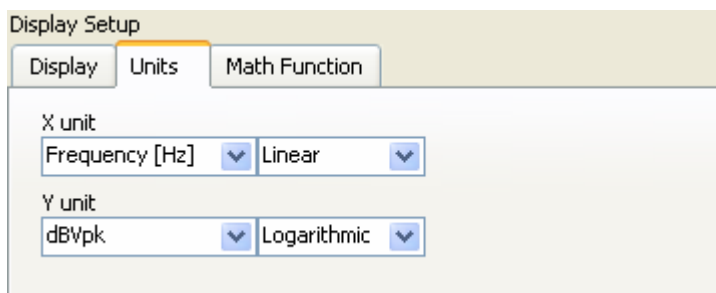 Display Setup
Display Units Math Function
X unit
Frequency [Hz] Linear
Y unit
dBVpk Logarithmic